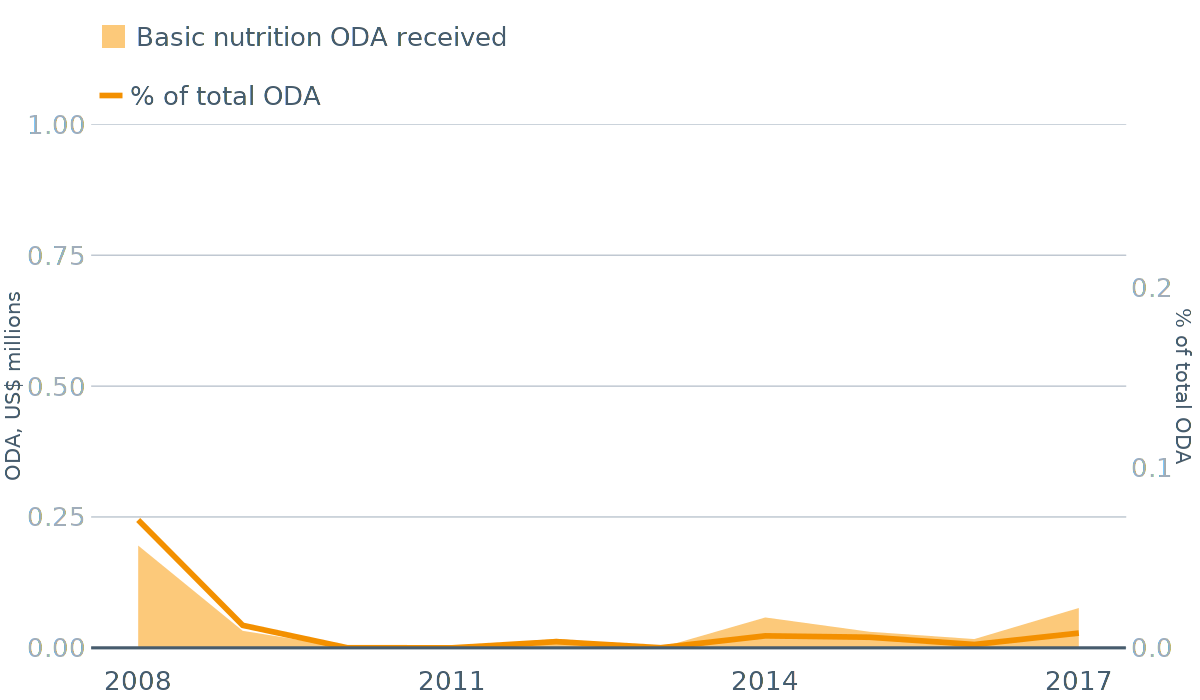 Basic nutrition ODA received
% of total ODA
1.00
0.75
0.50
0.25
0.00
ODA, US$ millions
0.2
0.1
0.0
% of total ODA
2008 2011 2014 2017